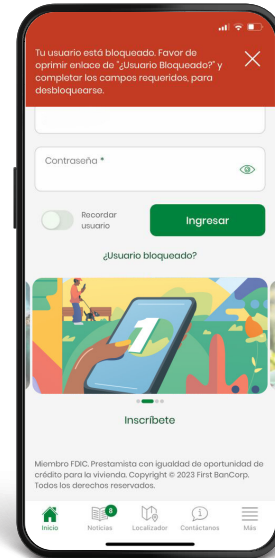 Tu usuario está bloqueado. Favor de
oprimir enlace de "¿Usuario Bloqueado?" y
completar los campos requeridos, para
desbloquearse.
Contraseña *
Recordar
usuario
Ingresar
¿Usuario bloqueado?
1
Inscríbete
Miembro FDIC. Prestamista con igualdad de oportunidad de
crédito para la vivienda. Copyright © 2023 First BanCorp.
Todos los derechos reservados.
8
Inicio
Noticias
Localizador
Contáctanos
Más